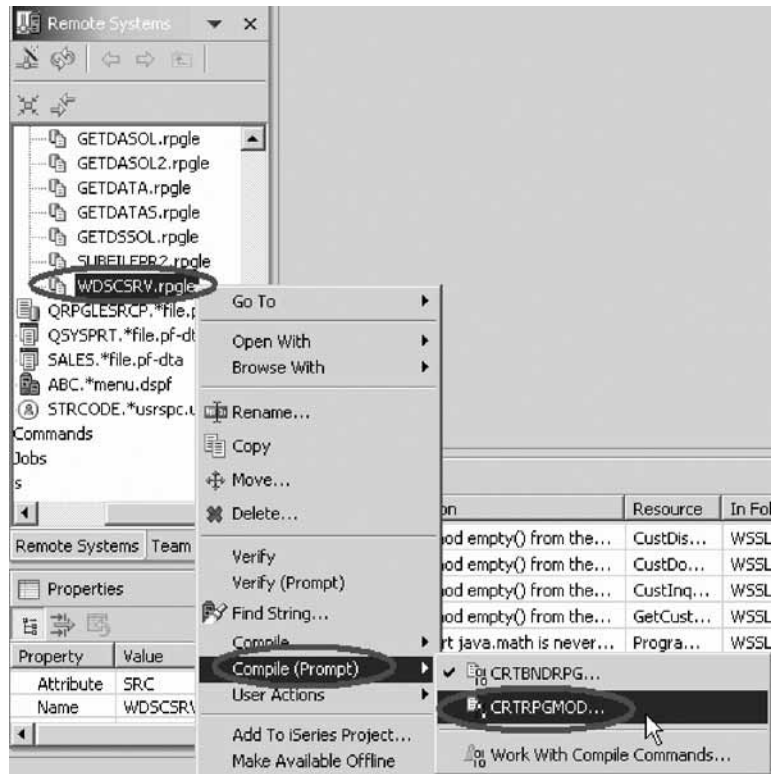 Remote Systems
GETDASOL.rpgle
GETDASOL2.rpgle
GETDATA.rpgle
GETDATAS.rpgle
GETDSSOL.rpgle
SUBFILEPR2.rpgle
WDSCSRV.rpgle
QRPGLESRCP.*file.p
QSYSPRT.*file.pf-dt
SALES.*file.pf-dta
ABC.*menu.dspf
STRCODE.*usrspc.u
Commands
Jobs
s
Remote Systems Team
Properties
Property Value
Attribute SRC
Name WDSCSRV
Go To
Open With
Browse With
Rename...
Copy
Move...
Delete...
Verify
Verify (Prompt)
Find String...
Compile
Compile (Prompt)
User Actions
Add To iSeries Project...
Make Available Offline
on Resource In Fol
od empty() from the... CustDis... WSSL
od empty() from the... CustDo... WSSL
od empty() from the... CustInq... WSSL
od empty() from the... GetCust... WSSL
rt java.math is never... Progra... WSSL
CRTBNDRPG...
CRTRPGMOD...
Work With Compile Commands...